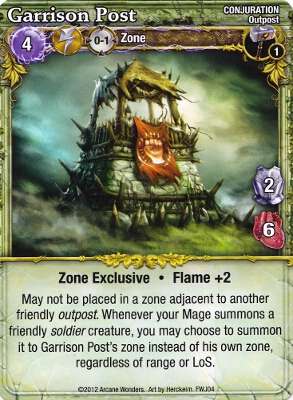 Garrison Post
CONJURATION
Outpost
4
0-1
Zone
1
2
6
Zone Exclusive • Flame +2
May not be placed in a zone adjacent to another
friendly outpost. Whenever your Mage summons a
friendly soldier creature, you may choose to summon
it to Garrison Post's zone instead of his own zone,
regardless of range or LoS.
©2012 Arcane Wonders. Art by Herckeim. FWJ04